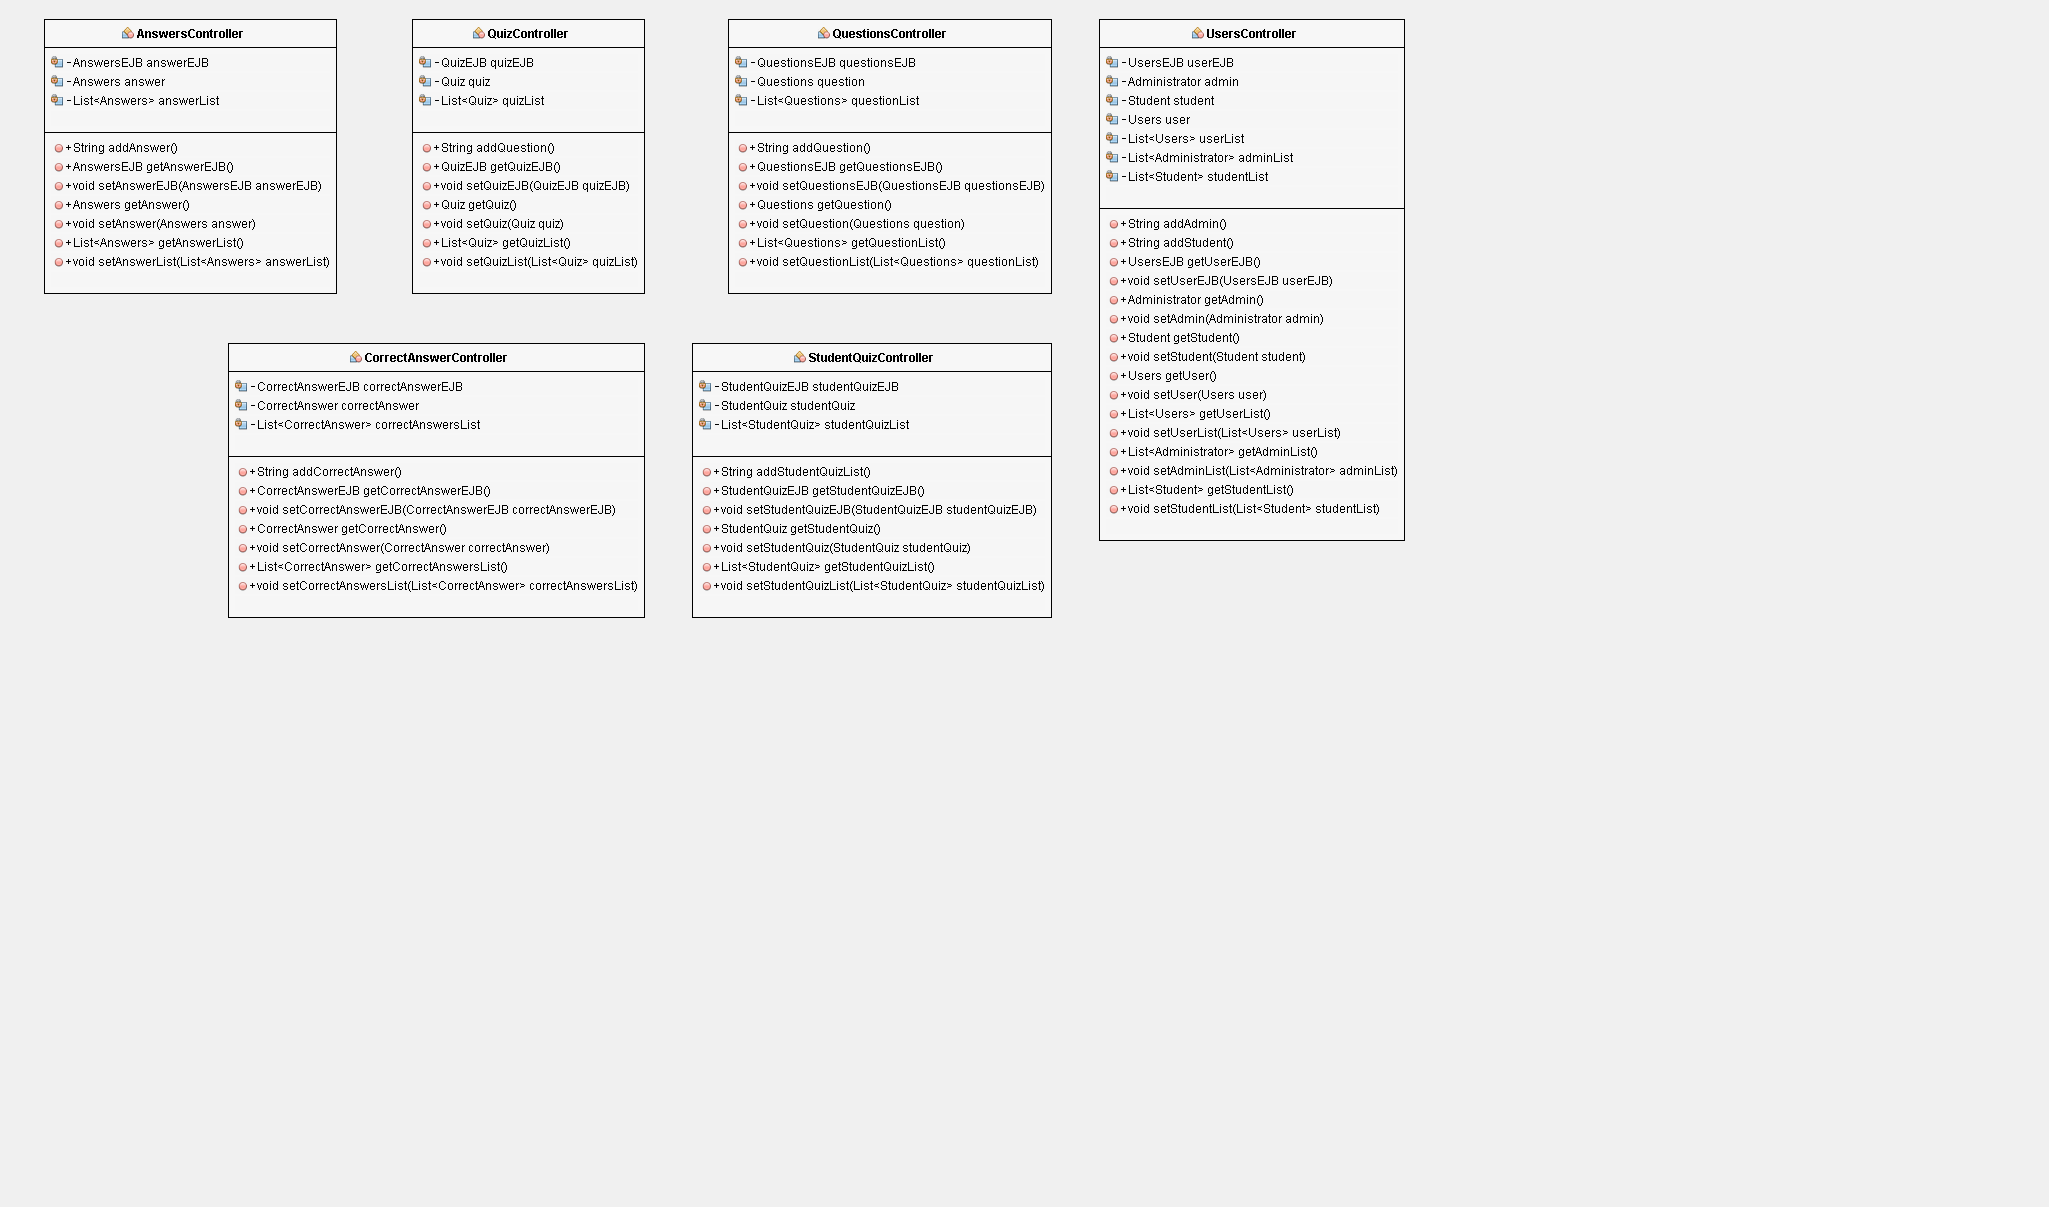 AnswersController
-AnswersEJB answerEJB
-Answers answer
-List<Answers> answerList
+String addAnswer()
+AnswersEJB getAnswerEJB()
+void setAnswerEJB(AnswersEJB answerEJB)
+Answers getAnswer()
+void setAnswer(Answers answer)
+List<Answers> getAnswerList()
+void setAnswerList(List<Answers> answerList)
QuizController
-QuizEJB quizEJB
-Quiz quiz
-List<Quiz> quizList
+String addQuestion()
+QuizEJB getQuizEJB()
+void setQuizEJB(QuizEJB quizEJB)
+Quiz getQuiz()
+void setQuiz(Quiz quiz)
+List<Quiz> getQuizList()
+void setQuizList(List<Quiz> quizList)
QuestionsController
-QuestionsEJB questionsEJB
-Questions question
-List<Questions> questionList
+String addQuestion()
+QuestionsEJB getQuestionsEJB()
+void setQuestionsEJB(QuestionsEJB questionsEJB)
+Questions getQuestion()
+void setQuestion(Questions question)
+List<Questions> getQuestionList()
+void setQuestionList(List<Questions> questionList)
UsersController
-UsersEJB userEJB
-Administrator admin
-Student student
-Users user
-List<Users> userList
-List<Administrator> adminList
-List<Student> studentList
+String addAdmin()
+String addStudent()
+UsersEJB getUserEJB()
+void setUserEJB(UsersEJB userEJB)
+Administrator getAdmin()
+void setAdmin(Administrator admin)
+Student getStudent()
+void setStudent(Student student)
+Users getUser()
+void setUser(Users user)
+List<Users> getUserList()
+void setUserList(List<Users> userList)
+List<Administrator> getAdminList()
+void setAdminList(List<Administrator> adminList)
+List<Student> getStudentList()
+void setStudentList(List<Student> studentList)
CorrectAnswerController
-CorrectAnswerEJB correctAnswerEJB
-CorrectAnswer correctAnswer
-List<CorrectAnswer> correctAnswersList
+String addCorrectAnswer()
+CorrectAnswerEJB getCorrectAnswerEJB()
+void setCorrectAnswerEJB(CorrectAnswerEJB correctAnswerEJB)
+CorrectAnswer getCorrectAnswer()
+void setCorrectAnswer(CorrectAnswer correctAnswer)
+List<CorrectAnswer> getCorrectAnswersList()
+void setCorrectAnswersList(List<CorrectAnswer> correctAnswersList)
StudentQuizController
-StudentQuizEJB studentQuizEJB
-StudentQuiz studentQuiz
-List<StudentQuiz> studentQuizList
+String addStudentQuizList()
+StudentQuizEJB getStudentQuizEJB()
+void setStudentQuizEJB(StudentQuizEJB studentQuizEJB)
+StudentQuiz getStudentQuiz()
+void setStudentQuiz(StudentQuiz studentQuiz)
+List<StudentQuiz> getStudentQuizList()
+void setStudentQuizList(List<StudentQuiz> studentQuizList)